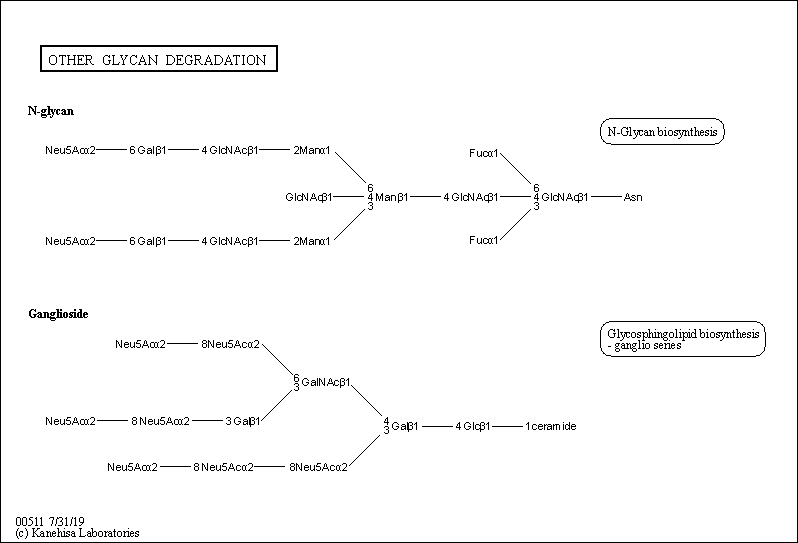 OTHER GLYCAN DEGRADATION
N-glycan
N-Glycan biosynthesis
Neu5Acα2 6 Galβ1 4 GlcNAcβ1 2Manα1 Fucα1
6 6
GlcNAcβ1 4 Manβ1 4 GlcNAcβ1 4 GlcNAcβ1 Asn
3 3
Neu5Acα2 6 Galβ1 4 GlcNAcβ1 2Manα1 Fucα1
Ganglioside
Glycosphingolipid biosynthesis
- ganglio series
Neu5Acα2 8Neu5Acα2
6
3 GalNAcβ1
Neu5Acα2 8 Neu5Acα2 3 Galβ1
4
3 Galβ1 4 Glcβ1 1ceramide
Neu5Acα2 8 Neu5Acα2 8Neu5Acα2
00511 7/31/19
(c) Kanehisa Laboratories